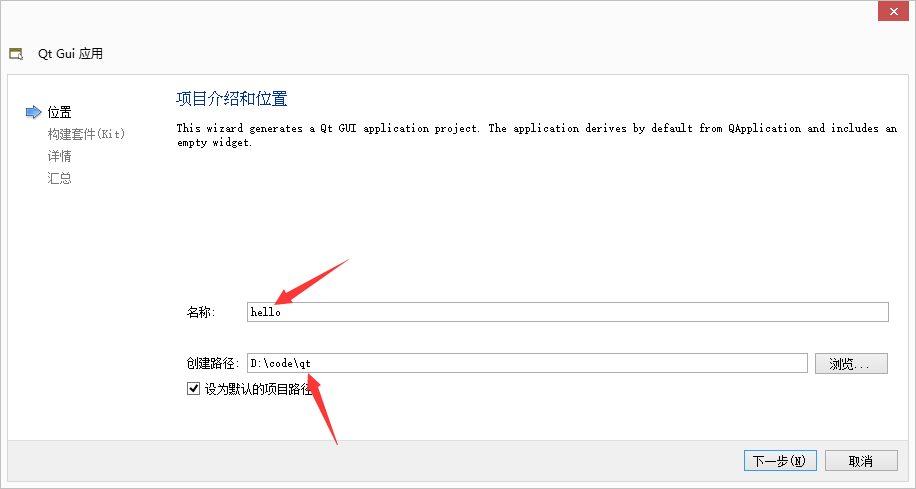 Qt Gui 应用
位置
构建套件(Kit)
详情
汇总
项目介绍和位置
This wizard generates a Qt GUI application project. The application derives by default from QApplication and includes an
empty widget.
名称:
hello
创建路径:
D:\code\qt
浏览...
设为默认的项目路径
下一步(N)
取消